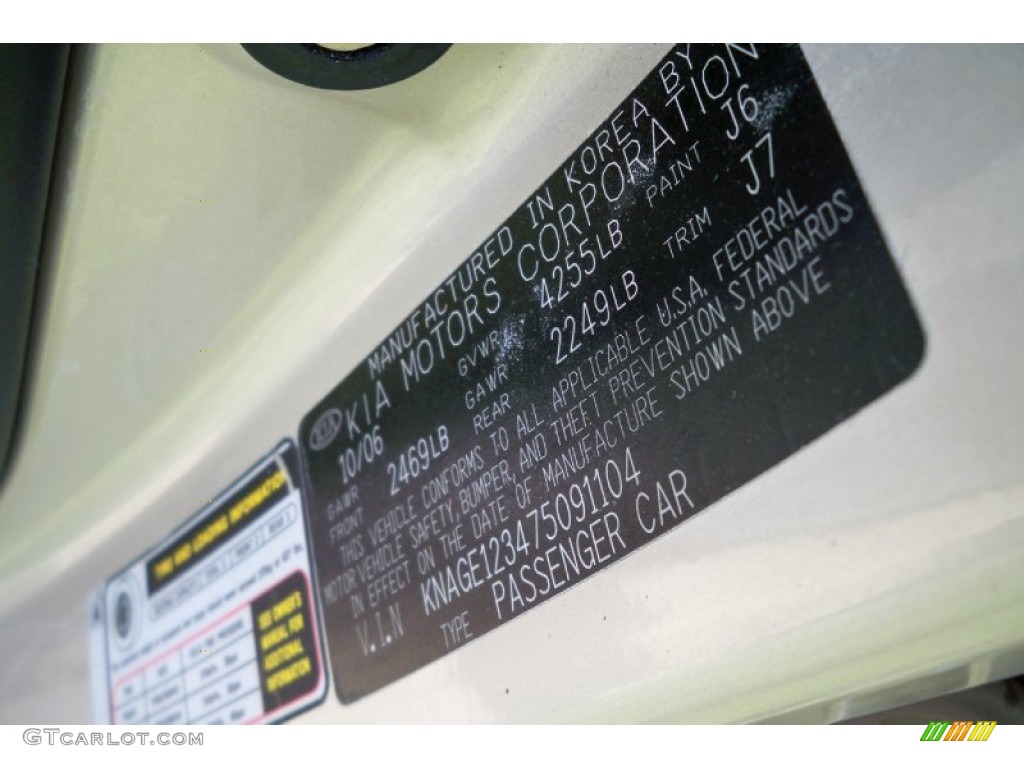 MANUFACTURED IN KOREA BY
KIA KIA MOTORS CORPORATION
10/06 GVWR 4255LB PAINT J6
GAWR FRONT 2469LB GAWR REAR 2249LB TRIM J7
THIS VEHICLE CONFORMS TO ALL APPLICABLE U.S.A. FEDERAL
MOTOR VEHICLE SAFETY, BUMPER, AND THEFT PREVENTION STANDARDS
IN EFFECT ON THE DATE OF MANUFACTURE SHOWN ABOVE
V.I.N KNAGE123475091104
TYPE PASSENGER CAR
TIRE AND LOADING INFORMATION
SEE OWNER'S
MANUAL FOR
ADDITIONAL
INFORMATION
GTCARLOT.COM